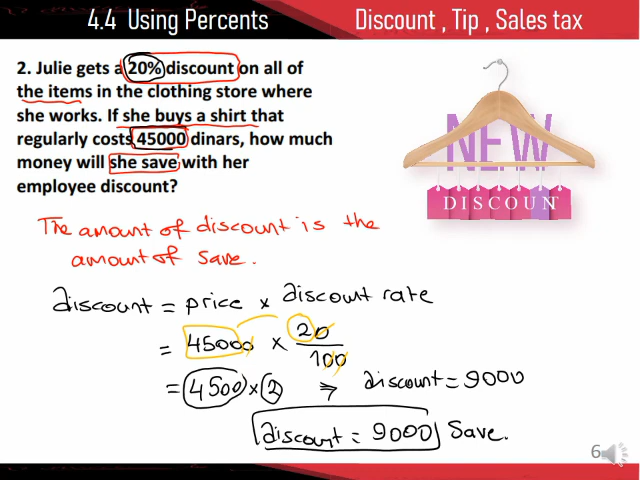 4.4 Using Percents
Discount , Tip , Sales tax
2. Julie gets a 20% discount on all of
the items in the clothing store where
she works. If she buys a shirt that
regularly costs 45000 dinars, how much
money will she save with her
employee discount?
NEW
DISCOUN
The amount of discount is the
amount of save.
discount = price × discount rate
= 45000 × 20/100
= 4500 × 2 ⇒ discount = 9000
discount = 9000 Save.
6